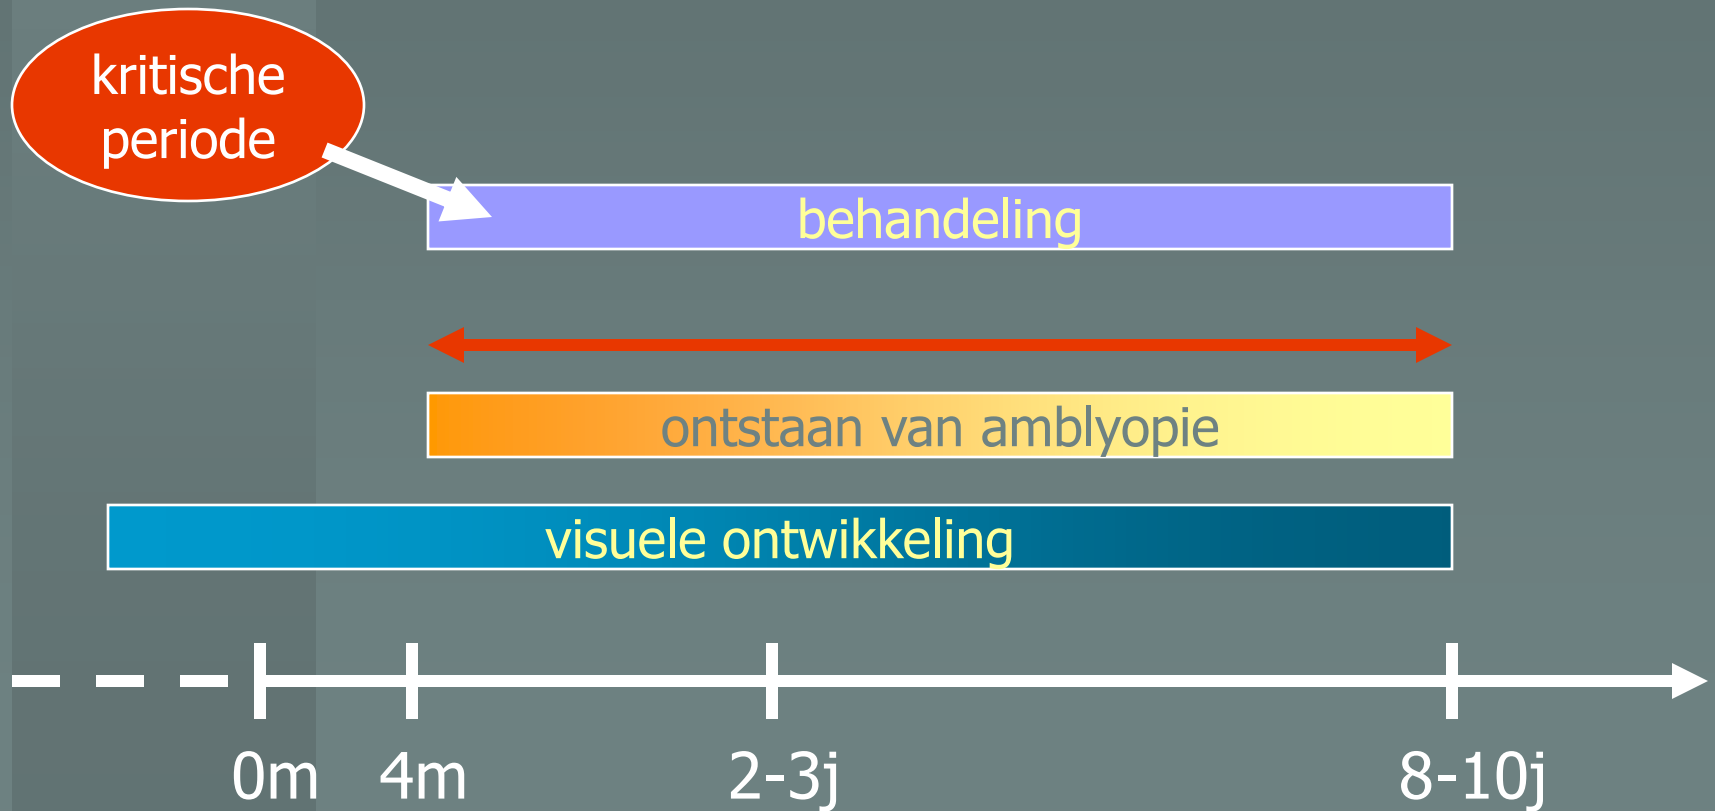 kritische
periode
behandeling
ontstaan van amblyopie
visuele ontwikkeling
0m 4m 2-3j 8-10j